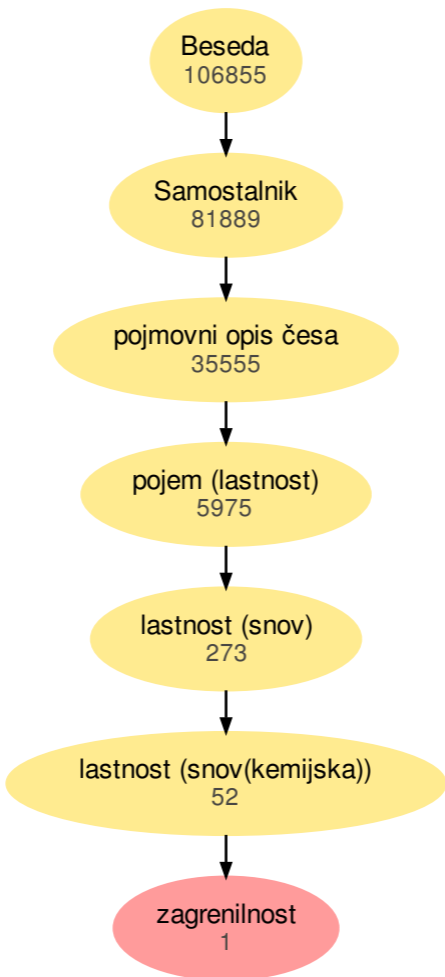 Beseda
106855
Samostalnik
81889
pojmovni opis česa
35555
pojem (lastnost)
5975
lastnost (snov)
273
lastnost (snov(kemijska))
52
zagrenilnost
1